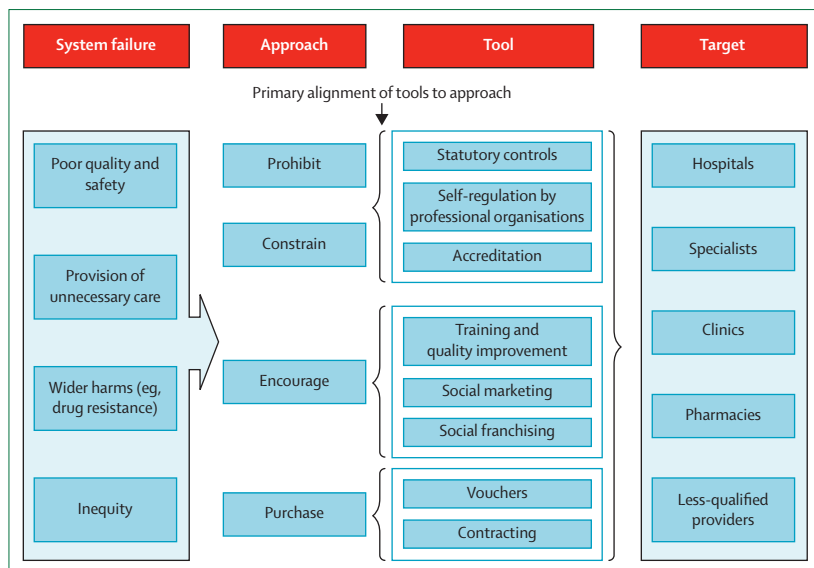 System failure
Approach
Tool
Target
Primary alignment of tools to approach
Poor quality and
safety
Provision of
unnecessary care
Wider harms (eg,
drug resistance)
Inequity
Prohibit
Constrain
Encourage
Purchase
Statutory controls
Self-regulation by
professional organisations
Accreditation
Training and
quality improvement
Social marketing
Social franchising
Vouchers
Contracting
Hospitals
Specialists
Clinics
Pharmacies
Less-qualified
providers